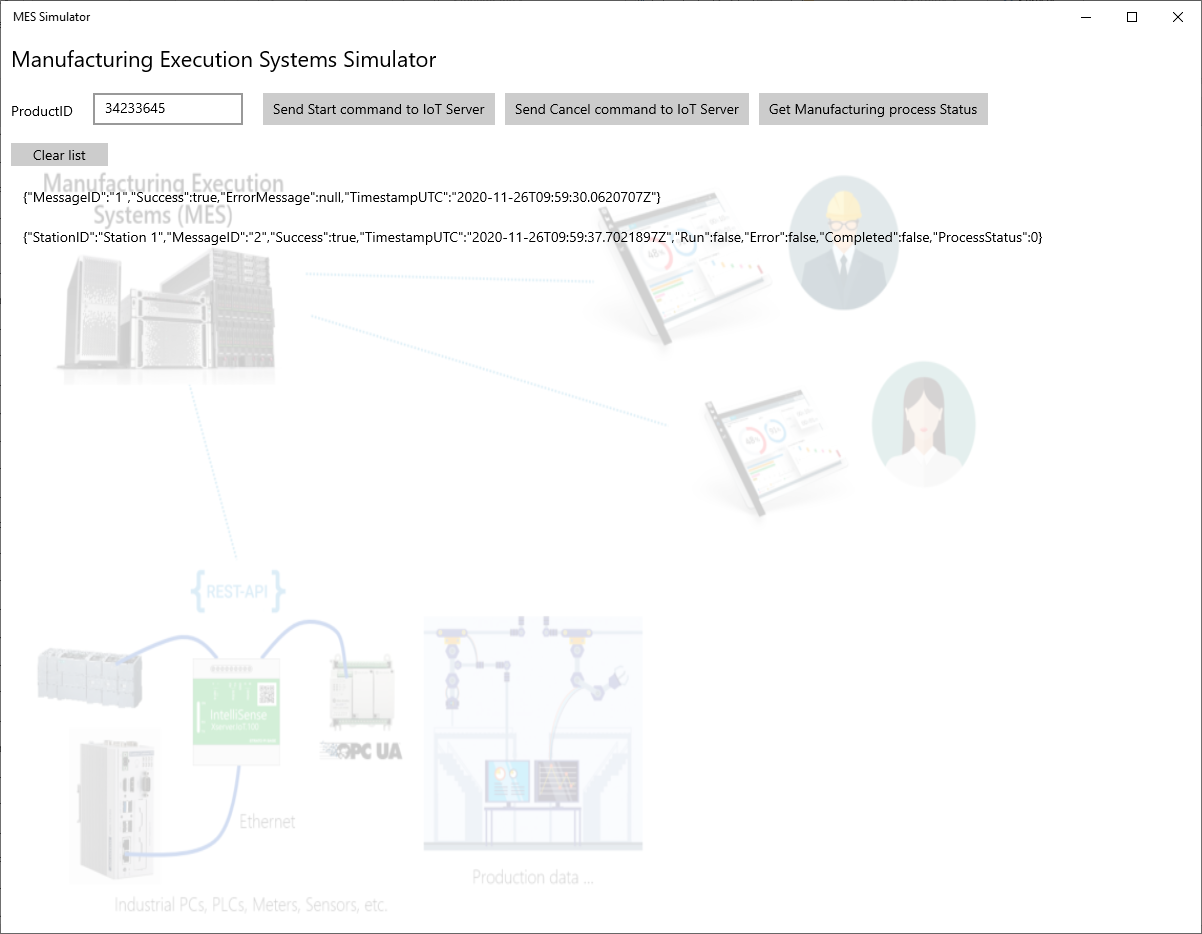 MES Simulator
Manufacturing Execution Systems Simulator
ProductID 34233645 Send Start command to IoT Server Send Cancel command to IoT Server Get Manufacturing process Status
Clear list
Manufacturing Execution
{"MessageID":"1","Success":true,"ErrorMessage":null,"TimestampUTC":"2020-11-26T09:59:30.0620707Z"}
Systems (MES)
{"StationID":"Station 1","MessageID":"2","Success":true,"TimestampUTC":"2020-11-26T09:59:37.7021897Z","Run":false,"Error":false,"Completed":false,"ProcessStatus":0}
{REST-API}
IntelliSense
OPC UA
Ethernet
Production data ...
Industrial PCs, PLCs, Meters, Sensors, etc.